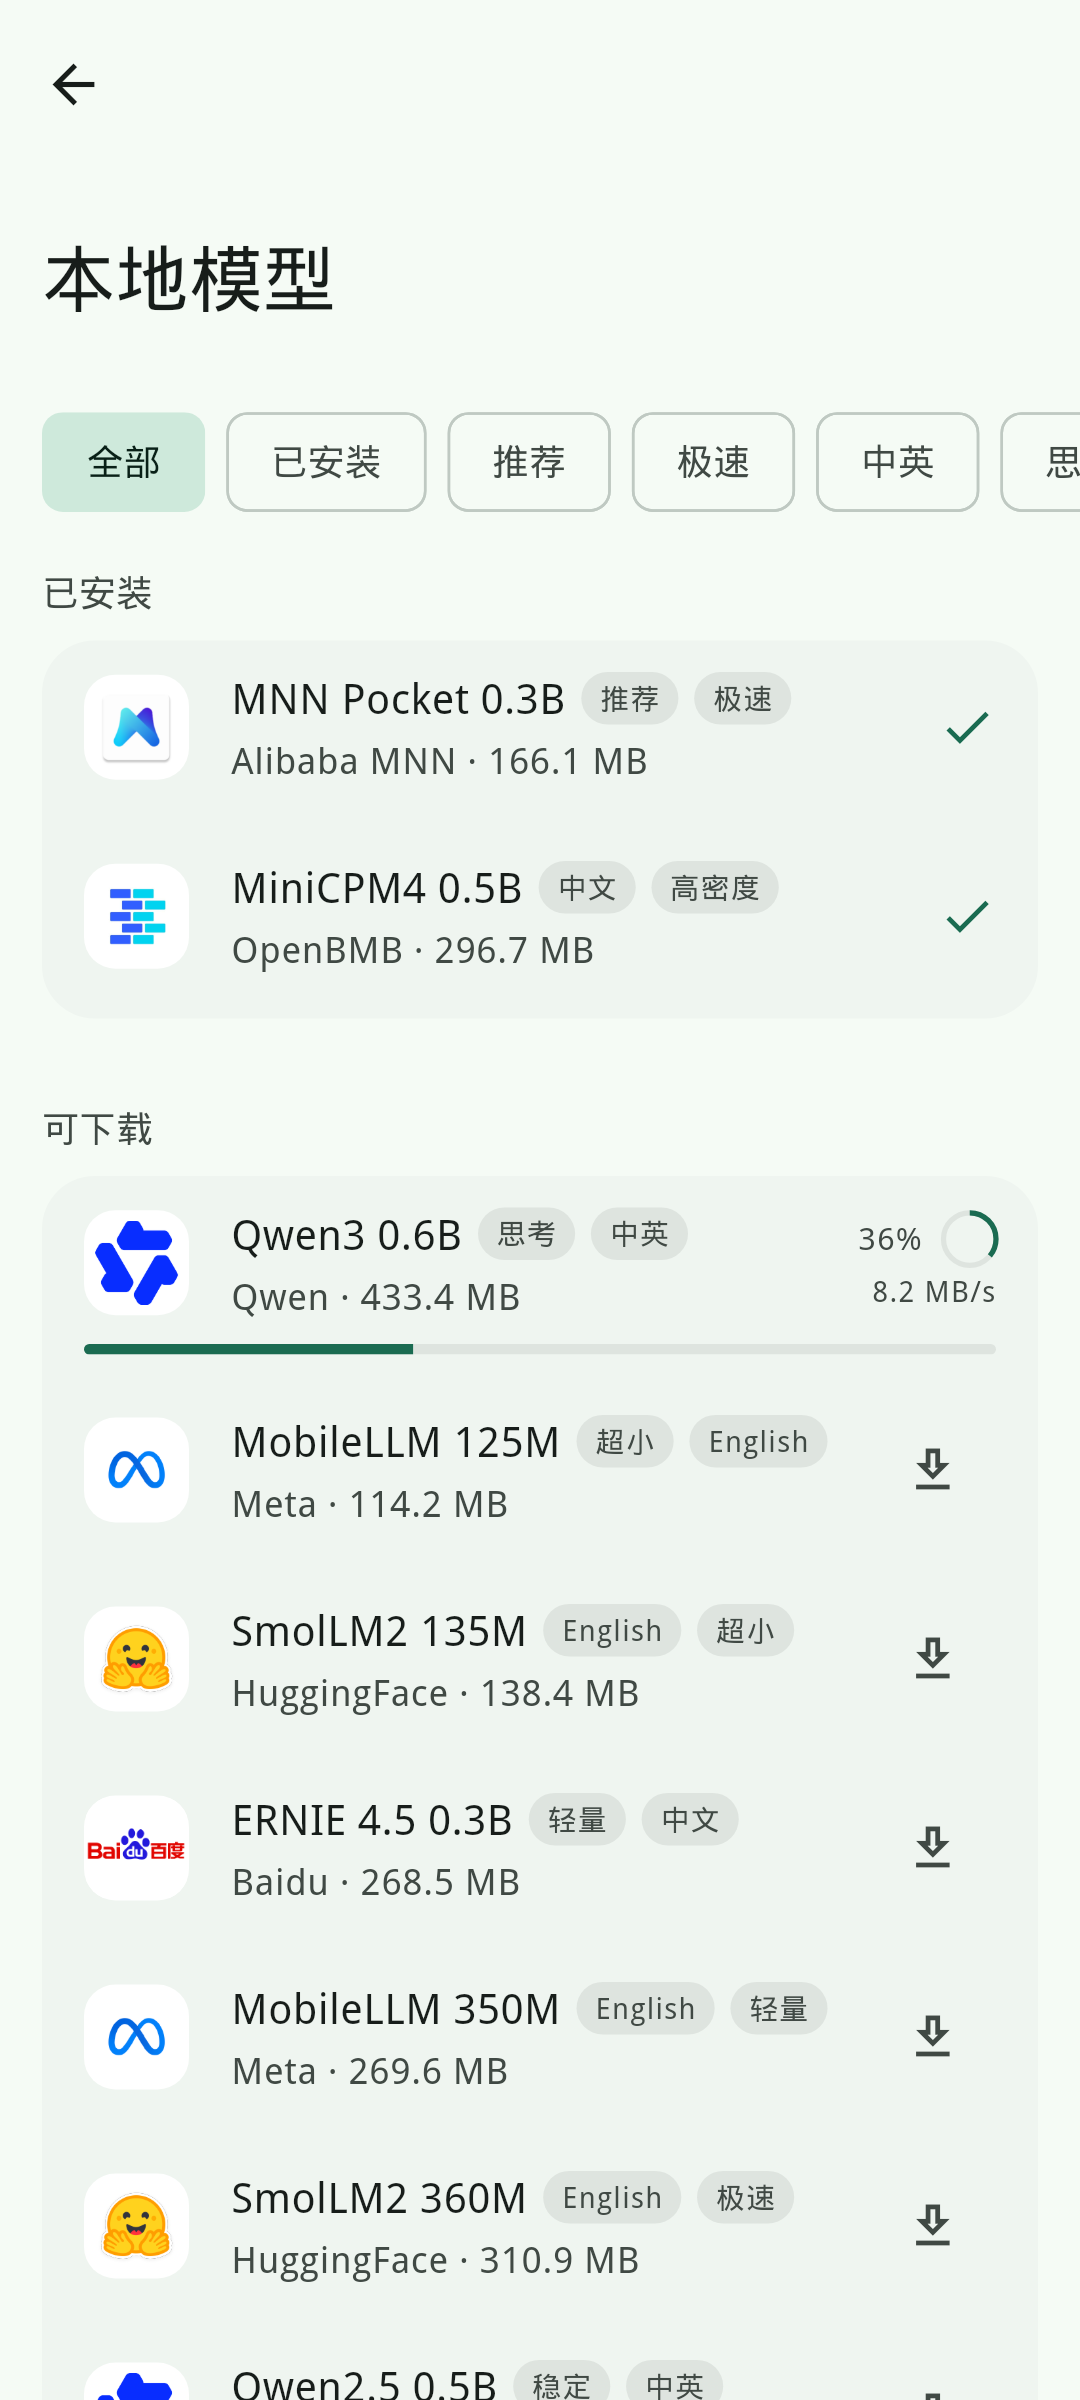 本地模型
全部 已安装 推荐 极速 中英 思
已安装
MNN Pocket 0.3B 推荐 极速
Alibaba MNN · 166.1 MB
MiniCPM4 0.5B 中文 高密度
OpenBMB · 296.7 MB
可下载
Qwen3 0.6B 思考 中英 36%
Qwen · 433.4 MB 8.2 MB/s
MobileLLM 125M 超小 English
Meta · 114.2 MB
SmolLM2 135M English 超小
HuggingFace · 138.4 MB
ERNIE 4.5 0.3B 轻量 中文
Bai du 百度
Baidu · 268.5 MB
MobileLLM 350M English 轻量
Meta · 269.6 MB
SmolLM2 360M English 极速
HuggingFace · 310.9 MB
Qwen2.5 0.5B 稳定 中英